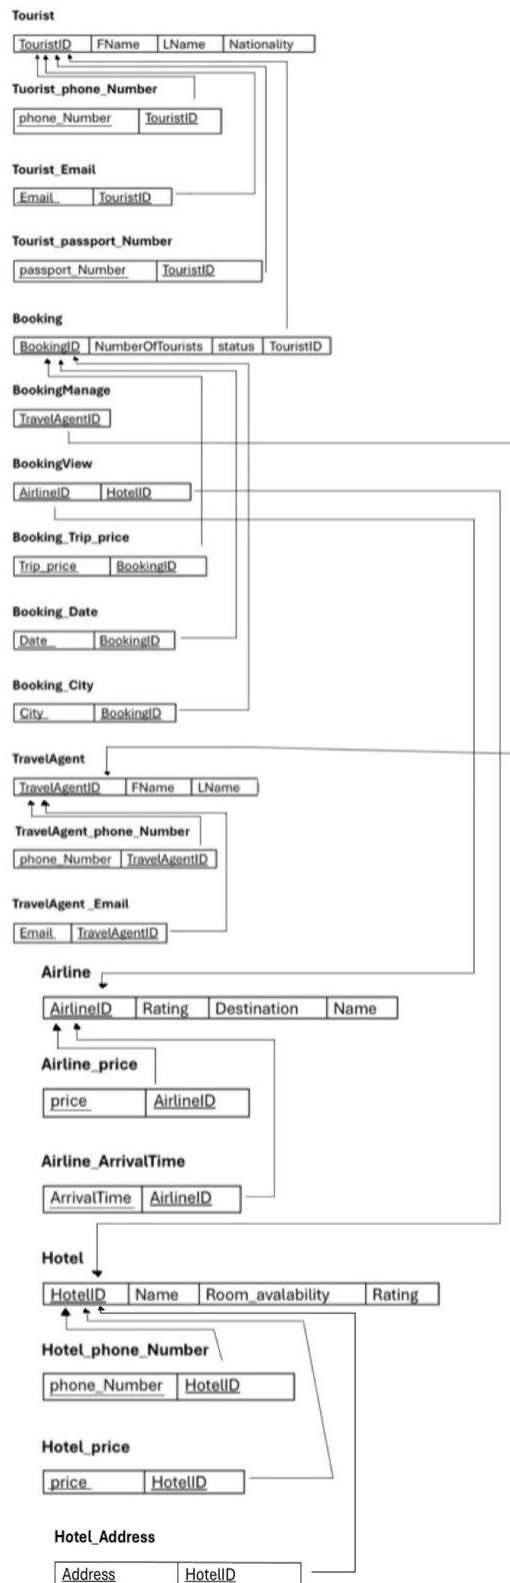 Tourist
TouristID FName LName Nationality
Tuorist_phone_Number
phone_Number TouristID
Tourist_Email
Email TouristID
Tourist_passport_Number
passport_Number TouristID
Booking
BookingID NumberOfTourists status TouristID
BookingManage
TravelAgentID
BookingView
AirlineID HotelID
Booking_Trip_price
Trip_price BookingID
Booking_Date
Date BookingID
Booking_City
City BookingID
TravelAgent
TravelAgentID FName LName
TravelAgent_phone_Number
phone_Number TravelAgentID
TravelAgent _Email
Email TravelAgentID
Airline
AirlineID Rating Destination Name
Airline_price
price AirlineID
Airline_ArrivalTime
ArrivalTime AirlineID
Hotel
HotelID Name Room_avalability Rating
Hotel_phone_Number
phone_Number HotelID
Hotel_price
price HotelID
Hotel_Address
Address HotelID